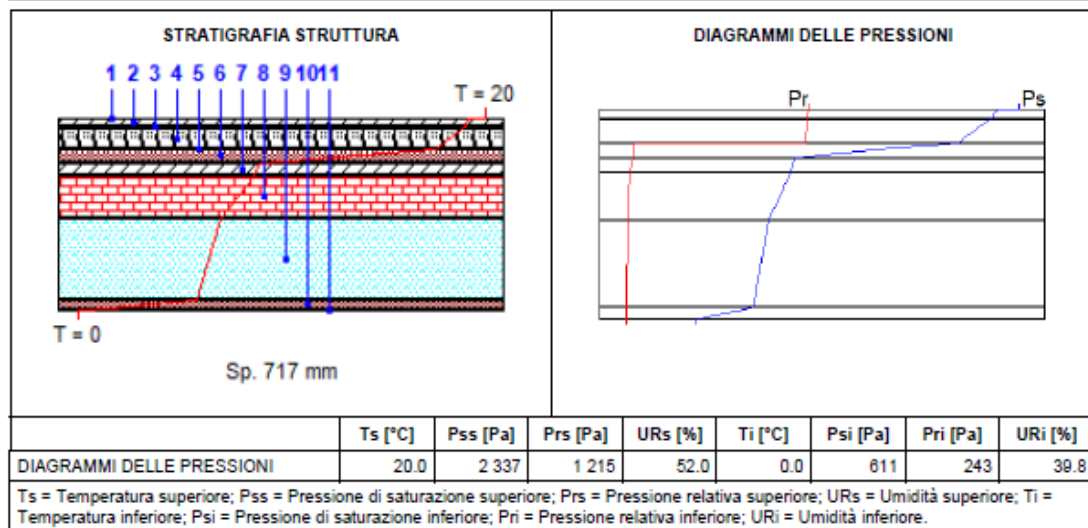 STRATIGRAFIA STRUTTURA
1 2 3 4 5 6 7 8 9 10 11
T = 20
T = 0
Sp. 717 mm
DIAGRAMMI DELLE PRESSIONI
Pr Ps
Ts [°C] Pss [Pa] Prs [Pa] URs [%] Ti [°C] Psi [Pa] Pri [Pa] URi [%]
DIAGRAMMI DELLE PRESSIONI 20.0 2 337 1 215 52.0 0.0 611 243 39.8
Ts = Temperatura superiore; Pss = Pressione di saturazione superiore; Prs = Pressione relativa superiore; URs = Umidità superiore; Ti =
Temperatura inferiore; Psi = Pressione di saturazione inferiore; Pri = Pressione relativa inferiore; URi = Umidità inferiore.